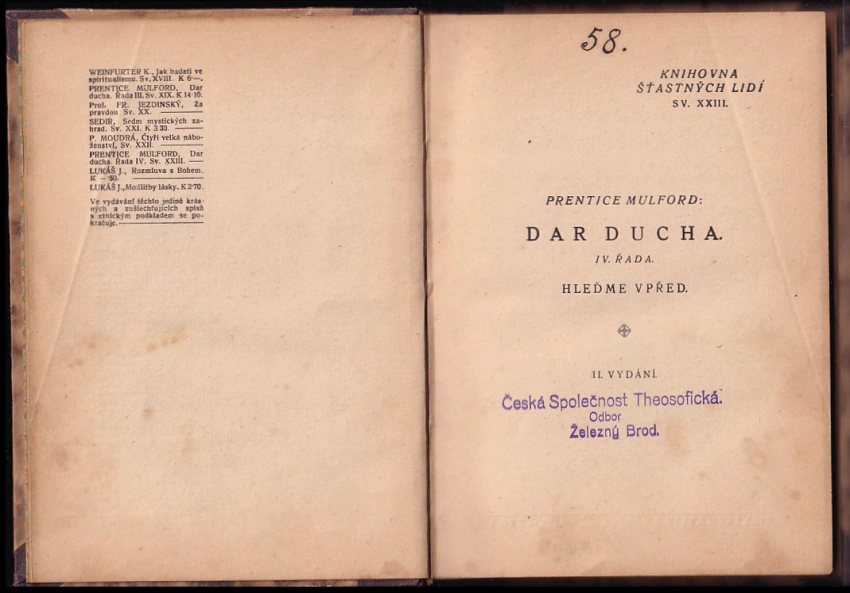 WEINFURTER K., Jak badati ve
spiritualismu. Sv. XVIII. K 6·—.
PRENTICE MULFORD, Dar
ducha. Řada III. Sv. XIX. K 14·10.
Prof. FR. JEZDINSKÝ, Za
pravdou Sv. XX. ———
SEDIR, Sedm mystických za-
hrad. Sv. XXI. K 3·30. ———
P. MOUDRÁ, Čtyři velká nábo-
ženství, Sv. XXII. ———
PRENTICE MULFORD, Dar
ducha. Řada IV. Sv. XXIII. —
LUKÁŠ J., Rozmluva s Bohem.
K —·50. ———
LUKÁŠ J., Modlitby lásky. K 2·70.
Ve vydávání těchto jedině krás-
ných a zušlechťujících spisů
s ethickým podkladem se po-
kračuje. ———
58.
KNIHOVNA
ŠŤASTNÝCH LIDÍ
SV. XXIII.
PRENTICE MULFORD:
DAR DUCHA.
IV. ŘADA.
HLEĎME VPŘED.
II. VYDÁNÍ.
Česká Společnost Theosofická.
Odbor
Železný Brod.